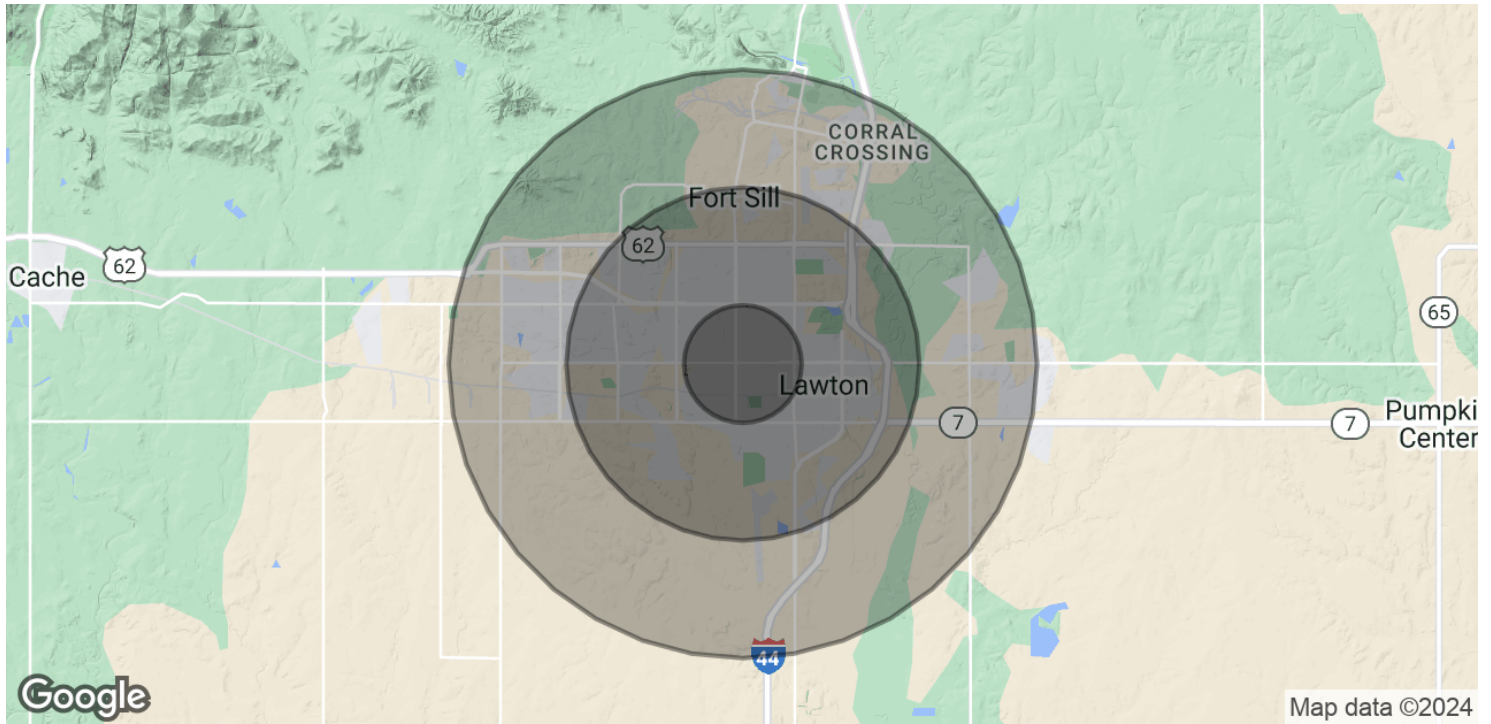 CORRAL
CROSSING
Fort Sill
62
62
Cache
65
Lawton
7
7
Pumpki
Center
44
Google
Map data ©2024